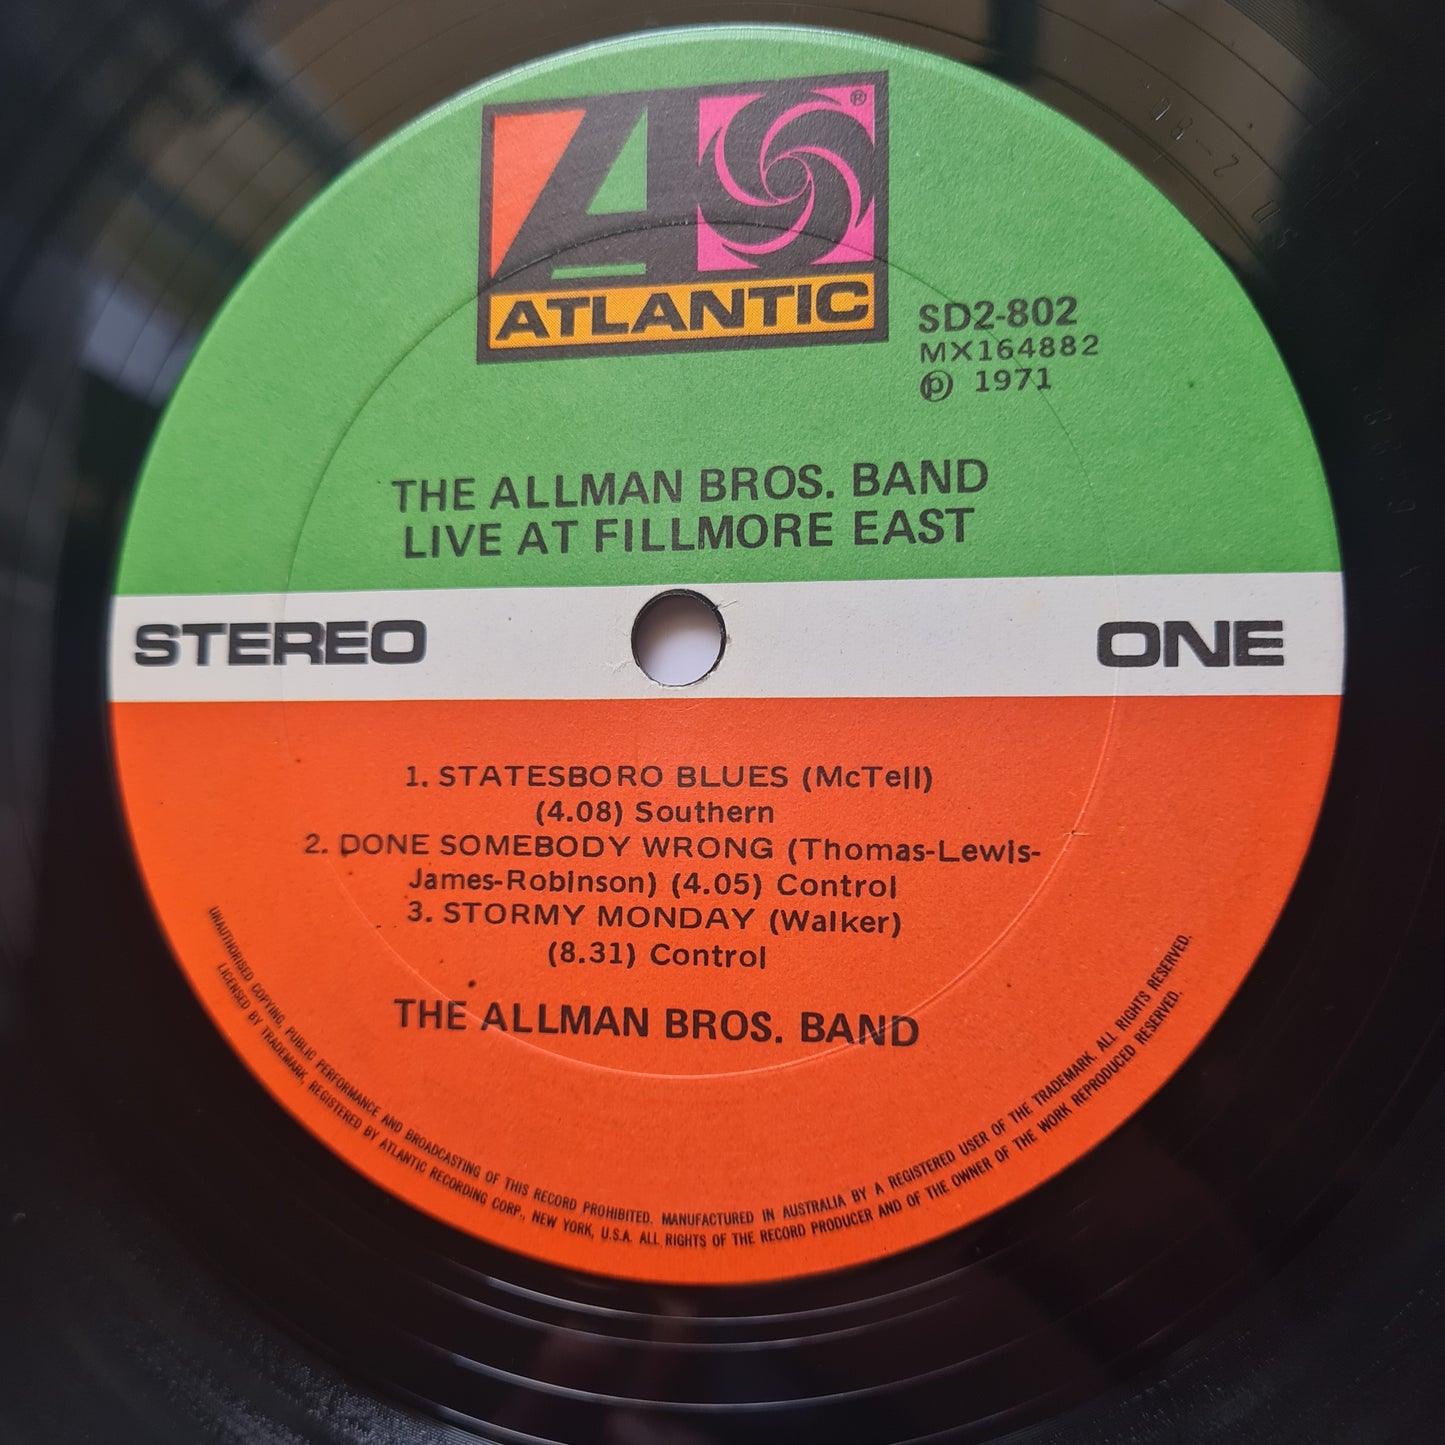 ATLANTIC ®
SD2-802
MX164882
℗ 1971
THE ALLMAN BROS. BAND
LIVE AT FILLMORE EAST
STEREO ONE
1. STATESBORO BLUES (McTell)
(4.08) Southern
2. DONE SOMEBODY WRONG (Thomas-Lewis-
James-Robinson) (4.05) Control
3. STORMY MONDAY (Walker)
(8.31) Control
THE ALLMAN BROS. BAND
UNAUTHORISED COPYING, PUBLIC PERFORMANCE AND BROADCASTING OF THIS RECORD PROHIBITED. MANUFACTURED IN AUSTRALIA BY A REGISTERED USER OF THE TRADEMARK. ALL RIGHTS RESERVED.
LICENSED BY TRADEMARK, REGISTERED BY ATLANTIC RECORDING CORP., NEW YORK, U.S.A. ALL RIGHTS OF THE RECORD PRODUCER AND OF THE OWNER OF THE WORK REPRODUCED RESERVED.